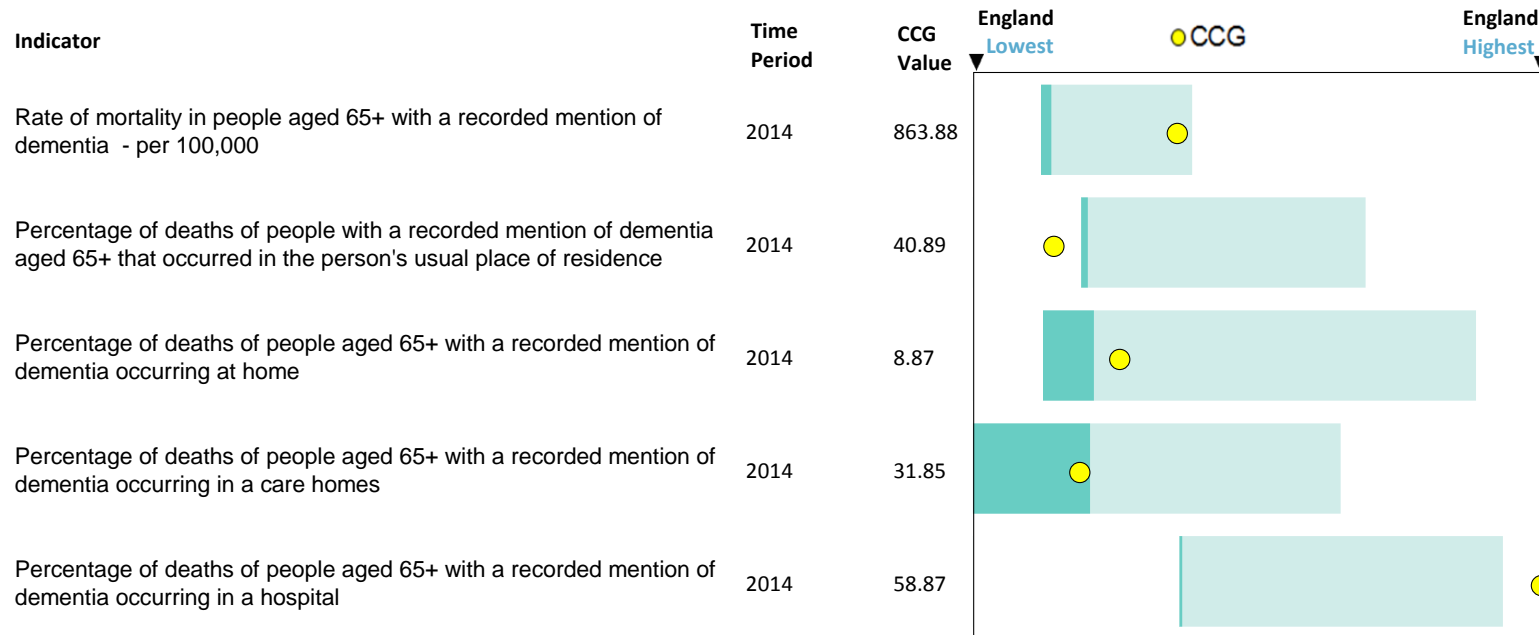 Indicator
Time
Period
CCG
Value
England
Lowest
CCG
England
Highest
Rate of mortality in people aged 65+ with a recorded mention of
dementia - per 100,000
2014
863.88
Percentage of deaths of people with a recorded mention of dementia
aged 65+ that occurred in the person's usual place of residence
2014
40.89
Percentage of deaths of people aged 65+ with a recorded mention of
dementia occurring at home
2014
8.87
Percentage of deaths of people aged 65+ with a recorded mention of
dementia occurring in a care homes
2014
31.85
Percentage of deaths of people aged 65+ with a recorded mention of
dementia occurring in a hospital
2014
58.87